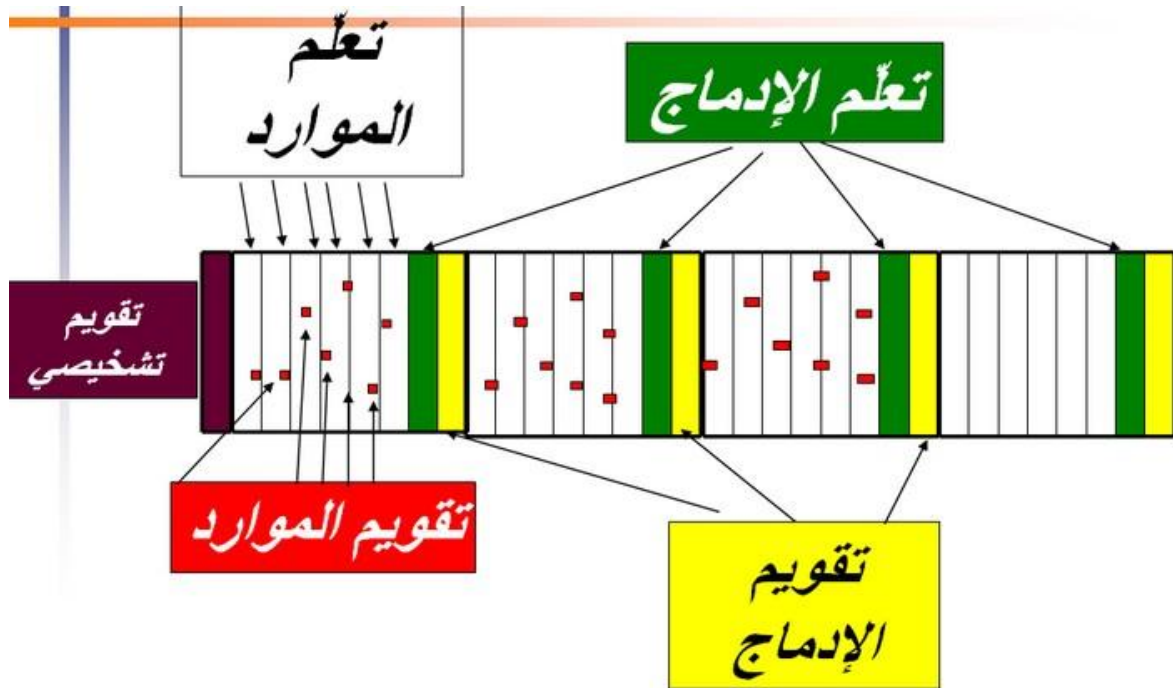 تعلّم
الموارد
تعلّم الإدماج
تقويم
تشخيصي
تقويم الموارد
تقويم
الإدماج